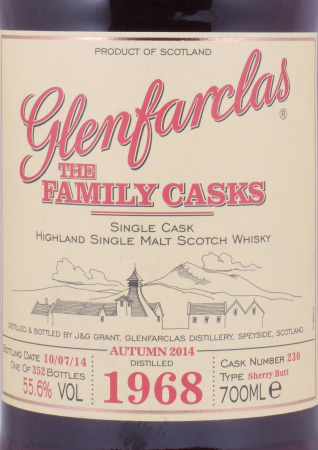 PRODUCT OF SCOTLAND
Glenfarclas ®
THE
FAMILY CASKS
SINGLE CASK
HIGHLAND SINGLE MALT SCOTCH WHISKY
DISTILLED & BOTTLED BY J&G GRANT, GLENFARCLAS DISTILLERY, SPEYSIDE, SCOTLAND
BOTTLING DATE 10/07/14
ONE OF 352 BOTTLES
55.6% VOL
AUTUMN 2014
DISTILLED
1968
CASK NUMBER 230
TYPE Sherry Butt
700ML e